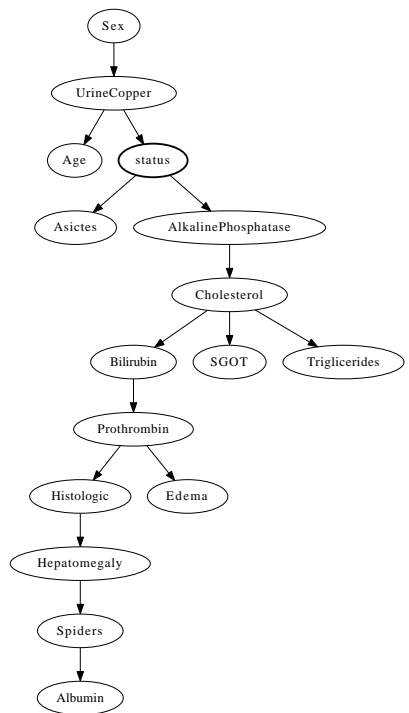 Sex
UrineCopper
Age
status
Asictes
AlkalinePhosphatase
Cholesterol
Bilirubin
SGOT
Triglicerides
Prothrombin
Histologic
Edema
Hepatomegaly
Spiders
Albumin